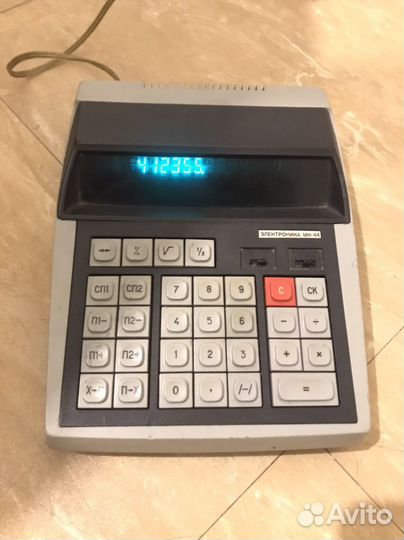 412355.
ЭЛЕКТРОНИКА МК-44
↔ % √ 1/x
СП1 СП2 7 8 9 С СК
П1− П2− 4 5 6 − ÷
П1+ П2+ 1 2 3 + ×
П→X 0 . /−/ =
Avito